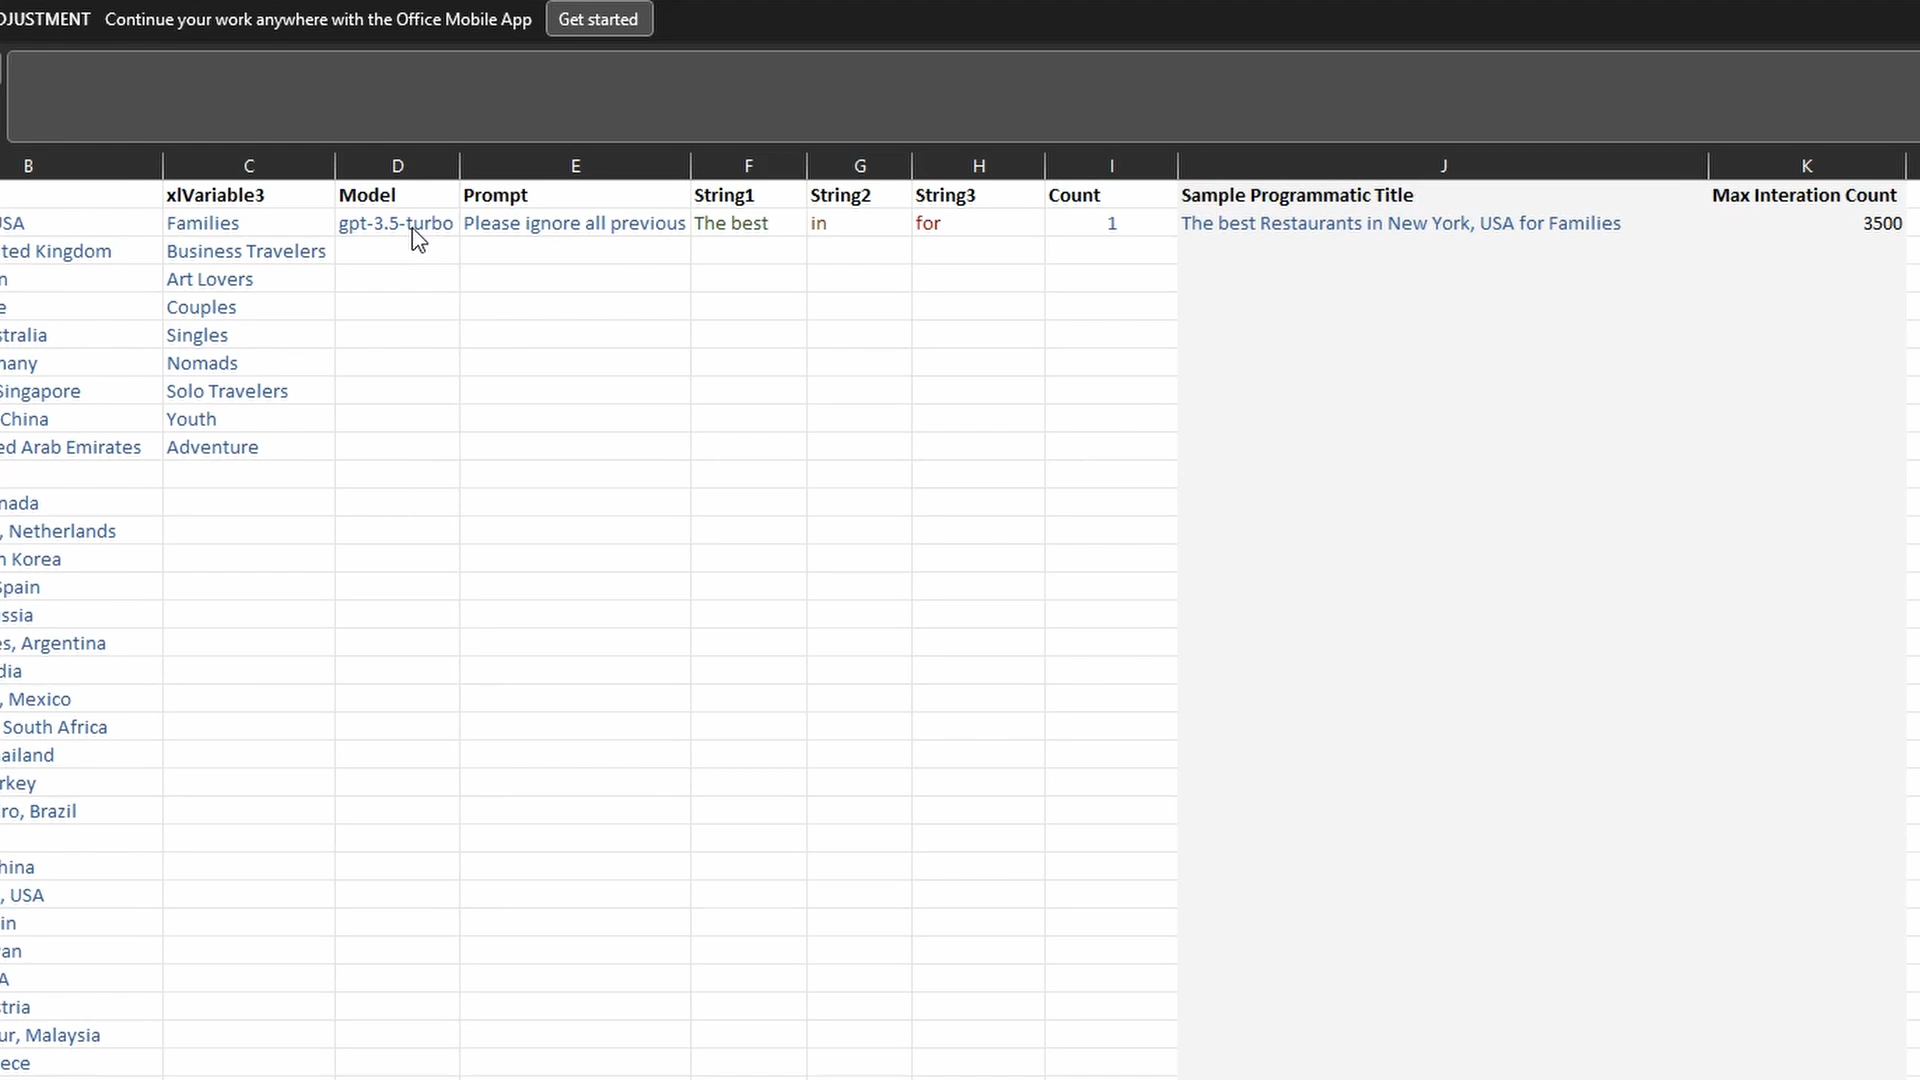 DJUSTMENT Continue your work anywhere with the Office Mobile App Get started
B C D E F G H I J K
xlVariable3 Model Prompt String1 String2 String3 Count Sample Programmatic Title Max Interation Count
USA Families gpt-3.5-turbo Please ignore all previous The best in for 1 The best Restaurants in New York, USA for Families 3500
ted Kingdom Business Travelers
n Art Lovers
e Couples
stralia Singles
many Nomads
Singapore Solo Travelers
China Youth
ed Arab Emirates Adventure
nada
, Netherlands
h Korea
Spain
ssia
es, Argentina
dia
, Mexico
South Africa
ailand
rkey
ro, Brazil
hina
, USA
in
an
A
tria
ur, Malaysia
ece